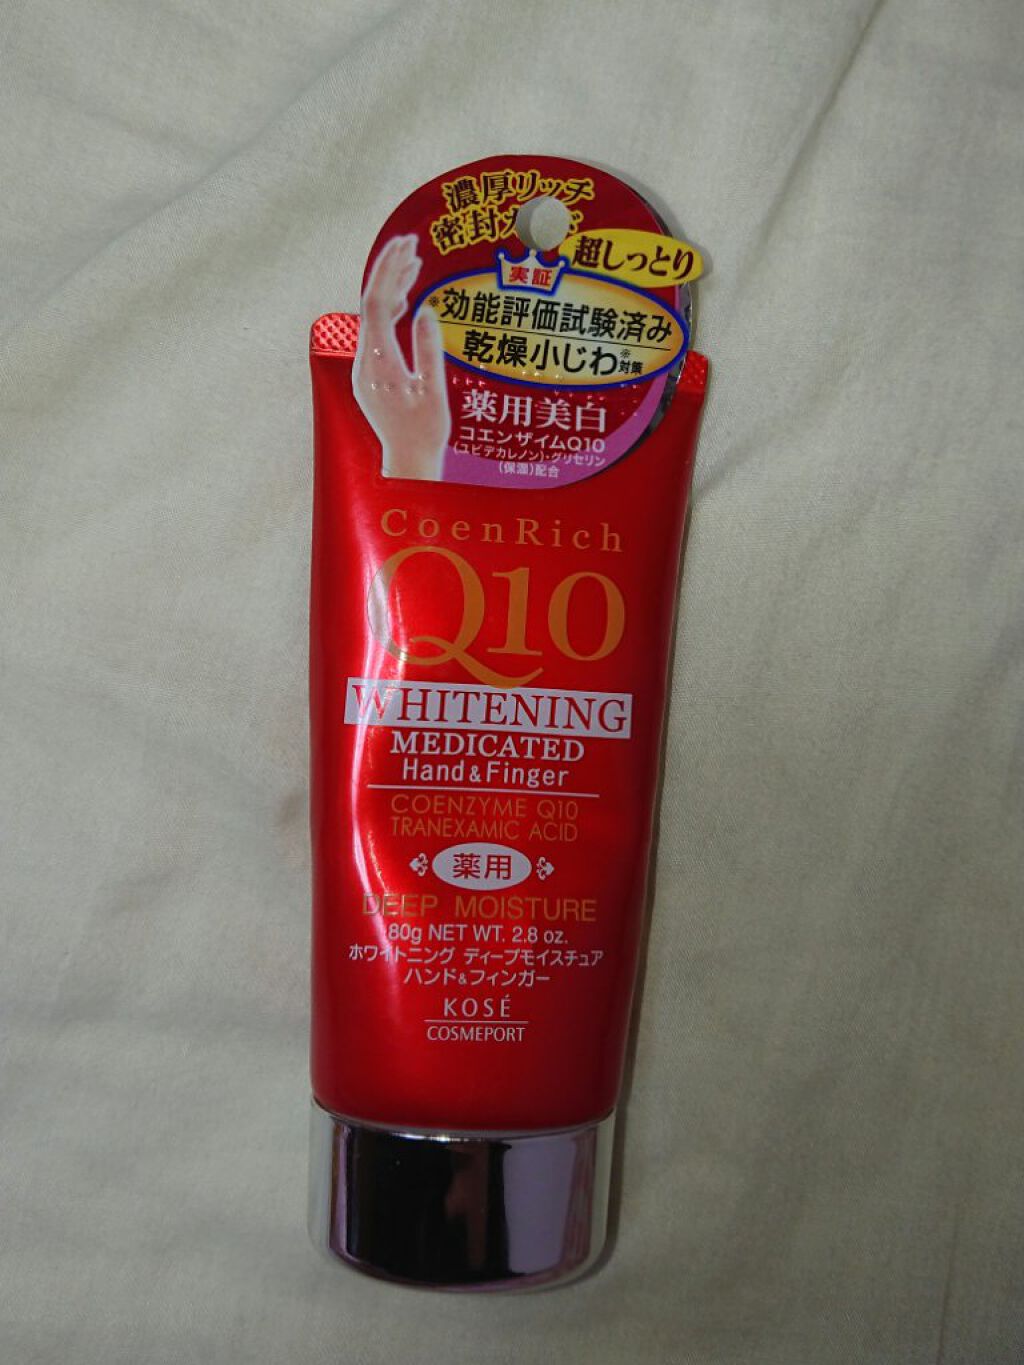 濃厚リッチ
密封
超しっとり
実証
※効能評価試験済み
乾燥小じわ※対策
薬用美白
コエンザイムQ10
(ユビデカレノン)・グリセリン
(保湿)配合
CoenRich
Q10
WHITENING
MEDICATED
Hand&Finger
COENZYME Q10
TRANEXAMIC ACID
薬用
DEEP MOISTURE
80g NET WT. 2.8 oz.
ホワイトニング ディープモイスチュア
ハンド&フィンガー
KOSÉ
COSMEPORT